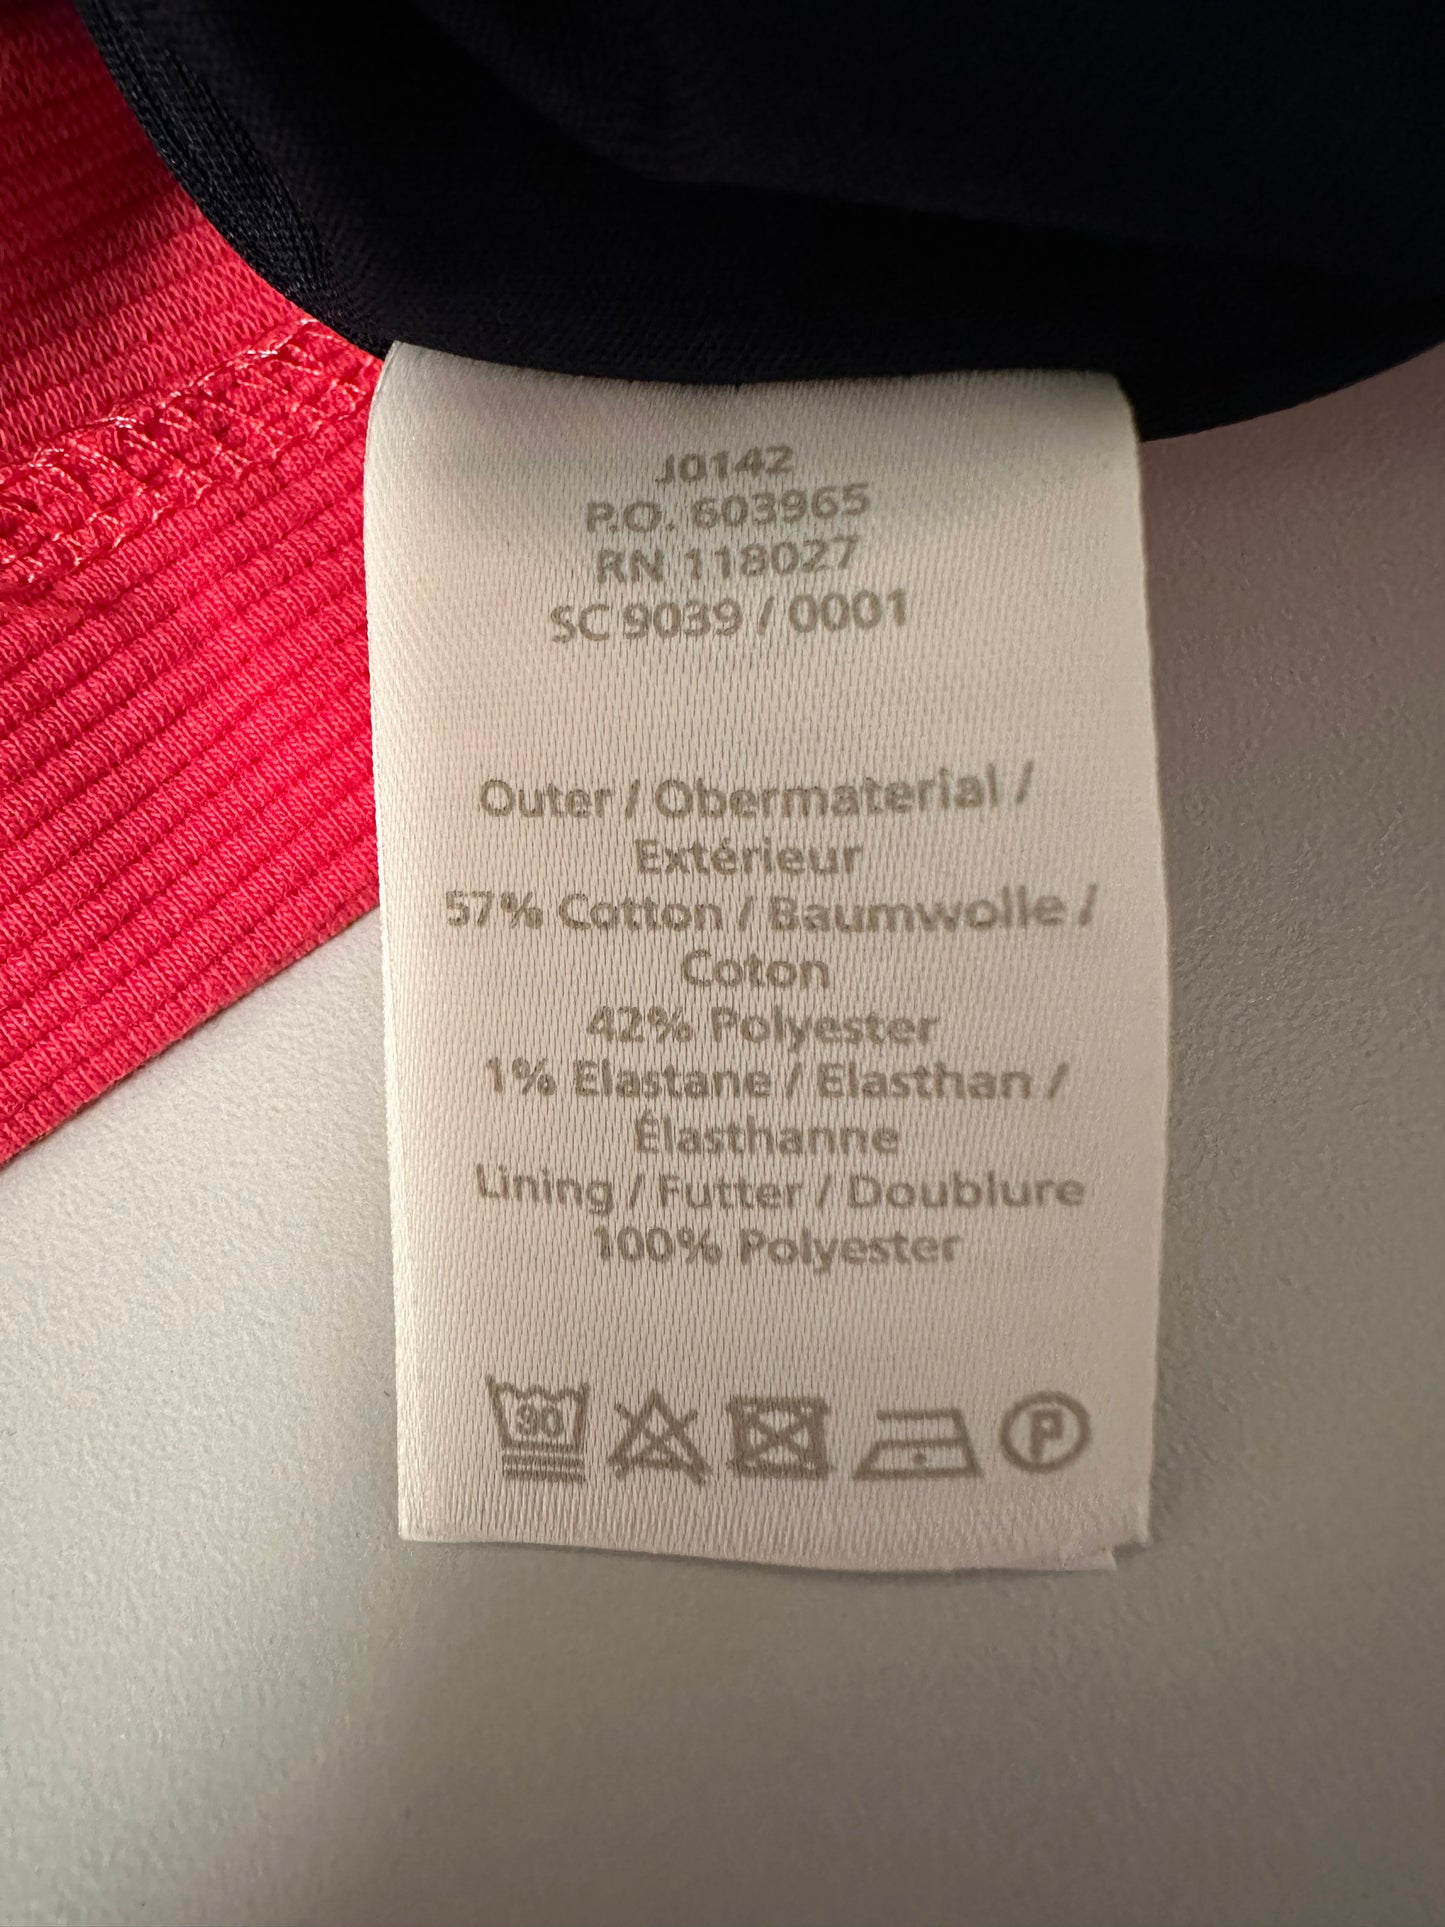 J0142
P.O. 603965
RN 118027
SC 9039 / 0001
Outer / Obermaterial /
Extérieur
57% Cotton / Baumwolle /
Coton
42% Polyester
1% Elastane / Elasthan /
Élasthanne
Lining / Futter / Doublure
100% Polyester
30 P